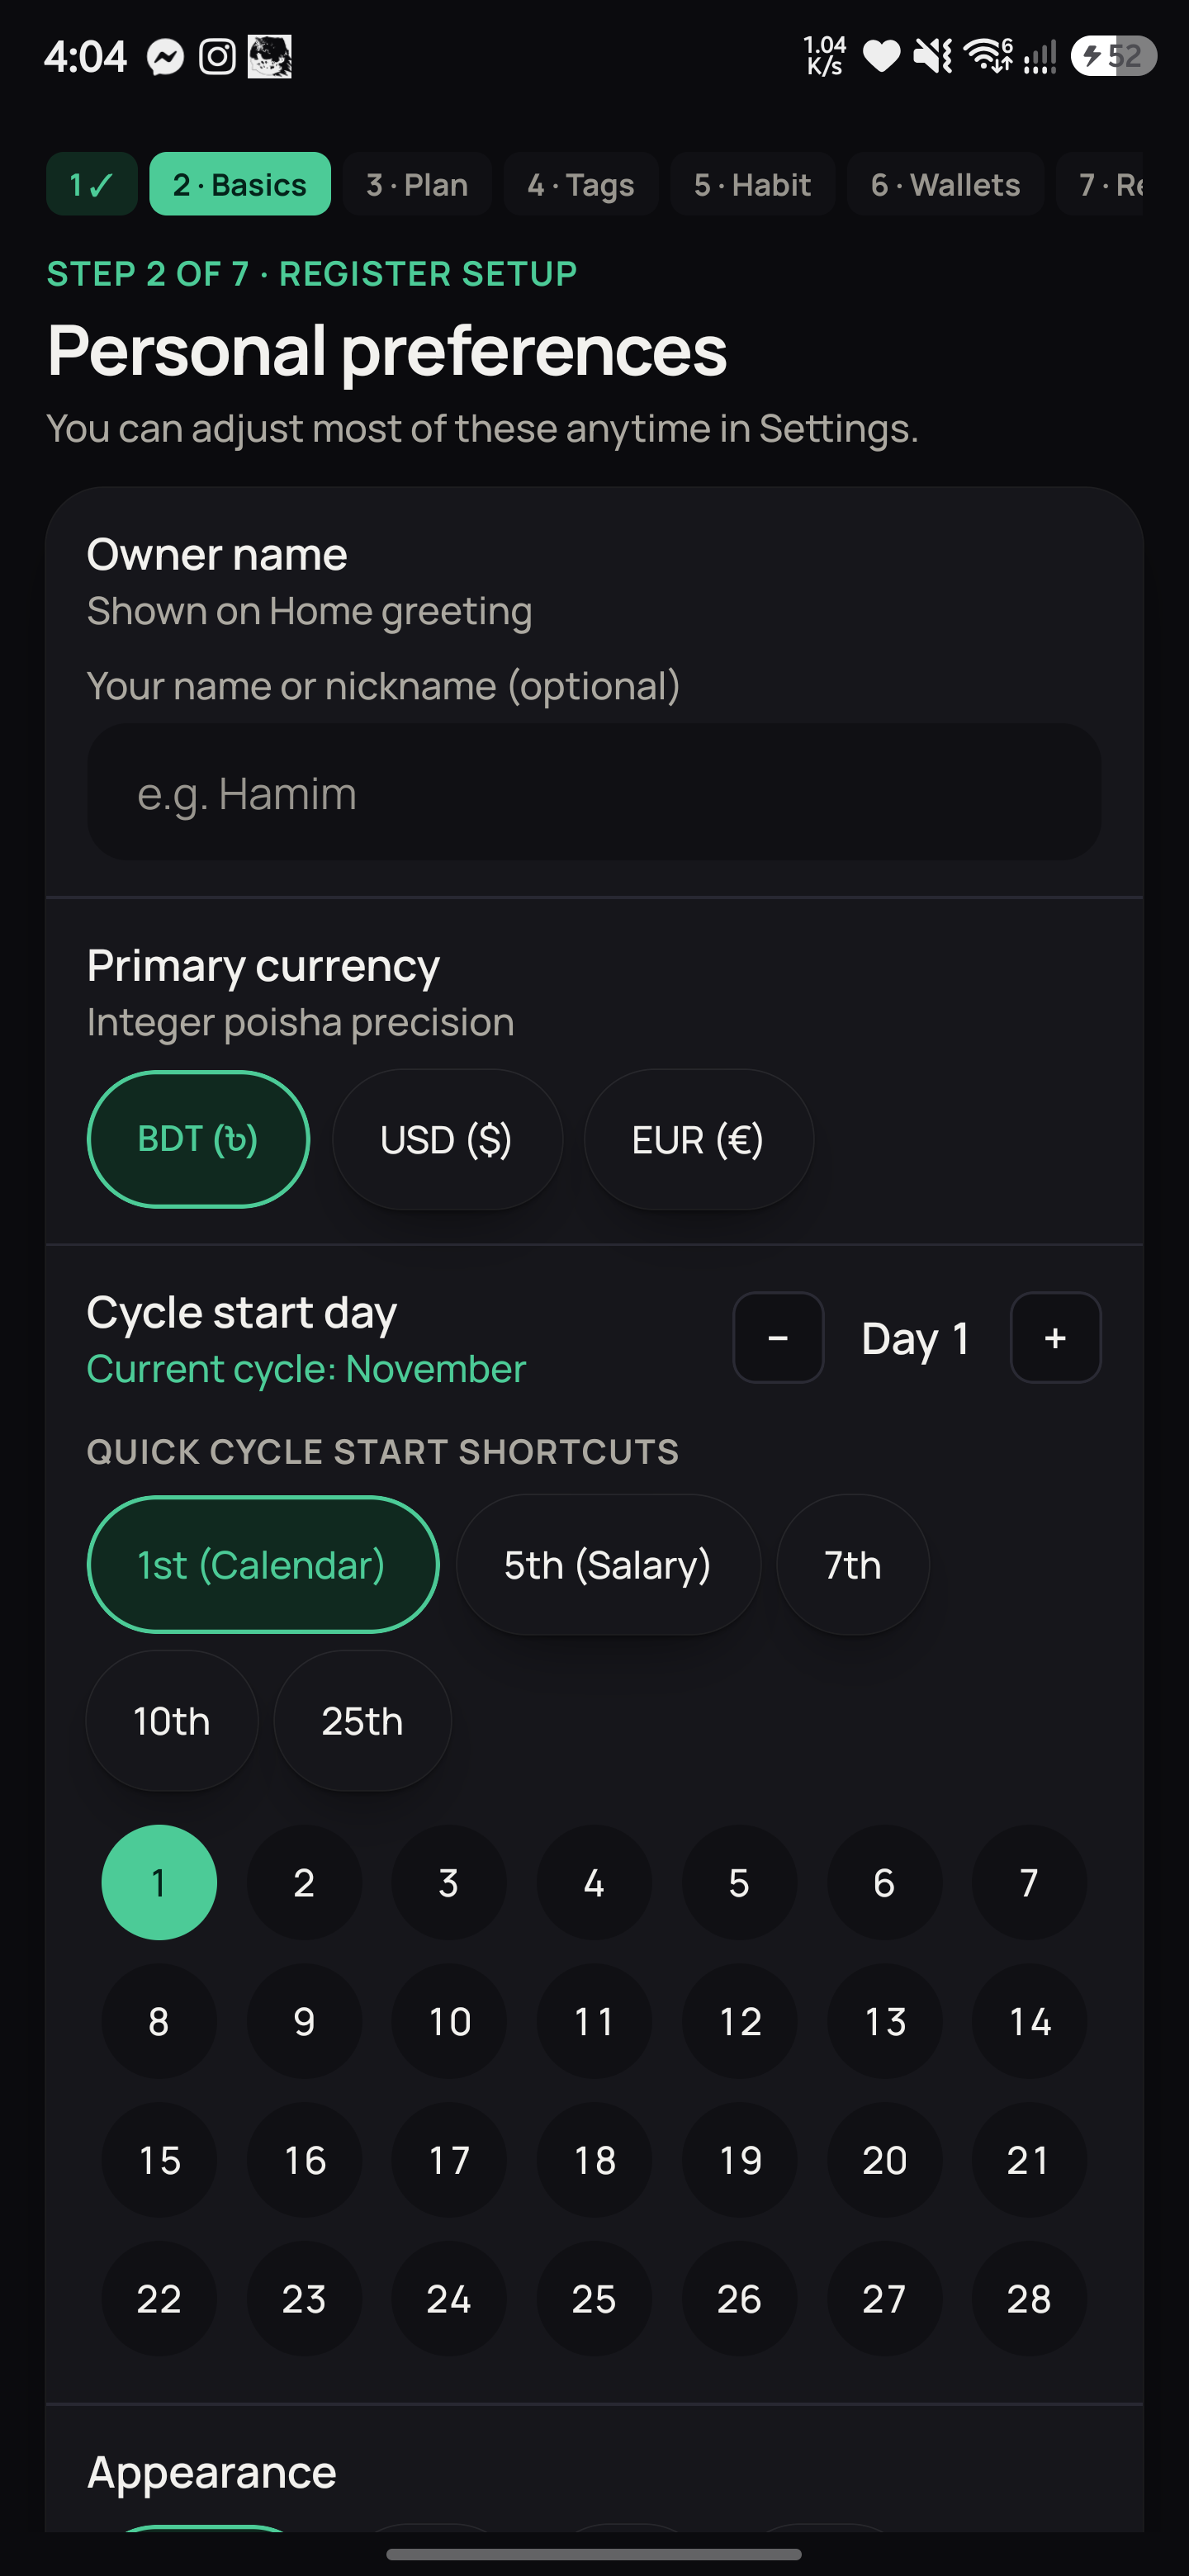 4:04 1.04 K/s 6 52
1 ✓ 2 · Basics 3 · Plan 4 · Tags 5 · Habit 6 · Wallets 7 · Re
STEP 2 OF 7 · REGISTER SETUP
Personal preferences
You can adjust most of these anytime in Settings.
Owner name
Shown on Home greeting
Your name or nickname (optional)
e.g. Hamim
Primary currency
Integer poisha precision
BDT (৳) USD ($) EUR (€)
Cycle start day
− Day 1 +
Current cycle: November
QUICK CYCLE START SHORTCUTS
1st (Calendar) 5th (Salary) 7th
10th 25th
1 2 3 4 5 6 7
8 9 10 11 12 13 14
15 16 17 18 19 20 21
22 23 24 25 26 27 28
Appearance